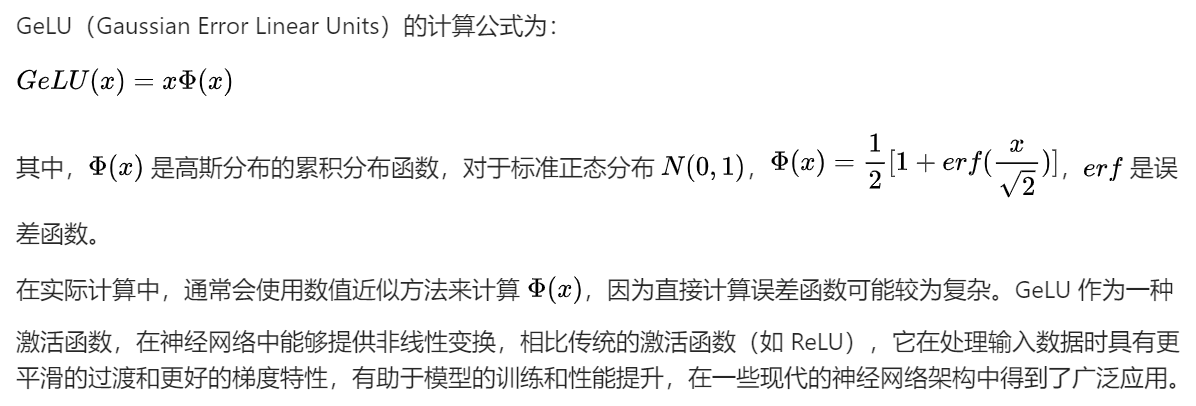 GeLU（Gaussian Error Linear Units）的计算公式为：
GeLU(x) = xΦ(x)
其中，Φ(x) 是高斯分布的累积分布函数，对于标准正态分布 N(0, 1)，Φ(x) = \frac{1}{2}[1 + erf(\frac{x}{\sqrt{2}})]，erf 是误
差函数。
在实际计算中，通常会使用数值近似方法来计算 Φ(x)，因为直接计算误差函数可能较为复杂。GeLU 作为一种
激活函数，在神经网络中能够提供非线性变换，相比传统的激活函数（如 ReLU），它在处理输入数据时具有更
平滑的过渡和更好的梯度特性，有助于模型的训练和性能提升，在一些现代的神经网络架构中得到了广泛应用。